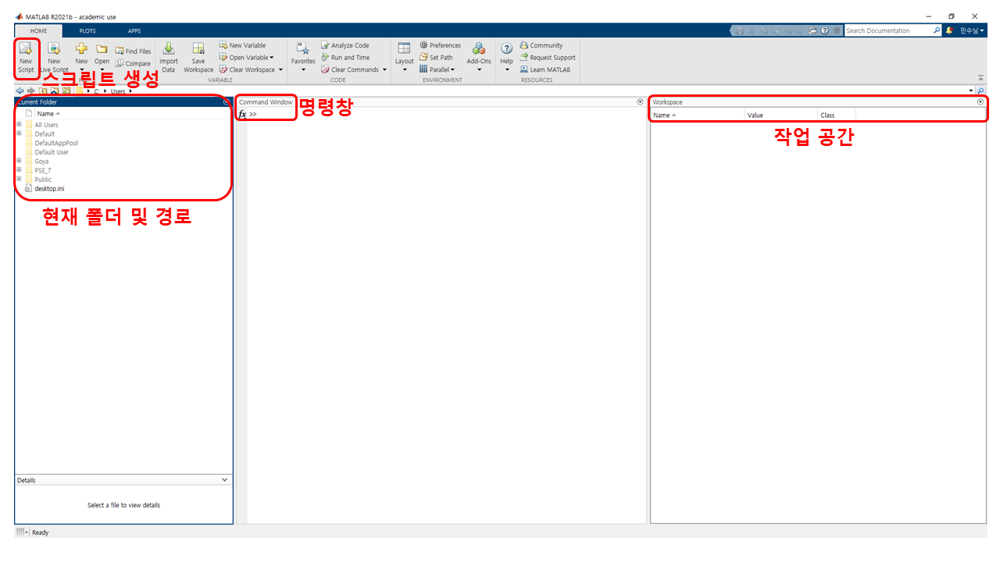 MATLAB R2021b - academic use
HOME PLOTS APPS
Search Documentation
민수님
New Script
New Live Script
New
Open
Find Files
Compare
Import Data
Save Workspace
New Variable
Open Variable
Clear Workspace
VARIABLE
Favorites
Analyze Code
Run and Time
Clear Commands
CODE
Layout
Preferences
Set Path
Parallel
ENVIRONMENT
Add-Ons
Help
Community
Request Support
Learn MATLAB
RESOURCES
스크립트 생성
C: Users
Current Folder
Name
All Users
Default
DefaultAppPool
Default User
Goya
PSE_7
Public
desktop.ini
현재 폴더 및 경로
Details
Select a file to view details
Command Window
명령창
fx >>
Workspace
Name Value Class
작업 공간
Ready